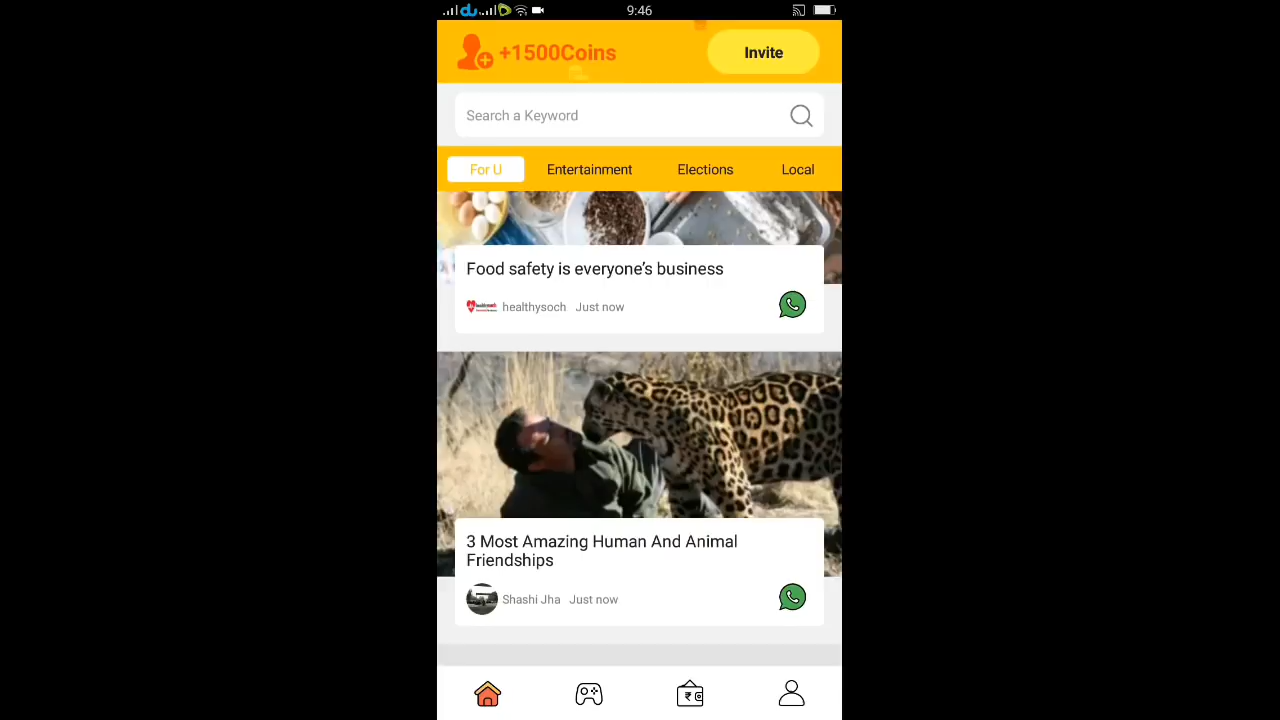 9:46
+1500Coins
Invite
Search a Keyword
For U
Entertainment
Elections
Local
Food safety is everyone's business
healthysoch Just now
3 Most Amazing Human And Animal
Friendships
Shashi Jha Just now